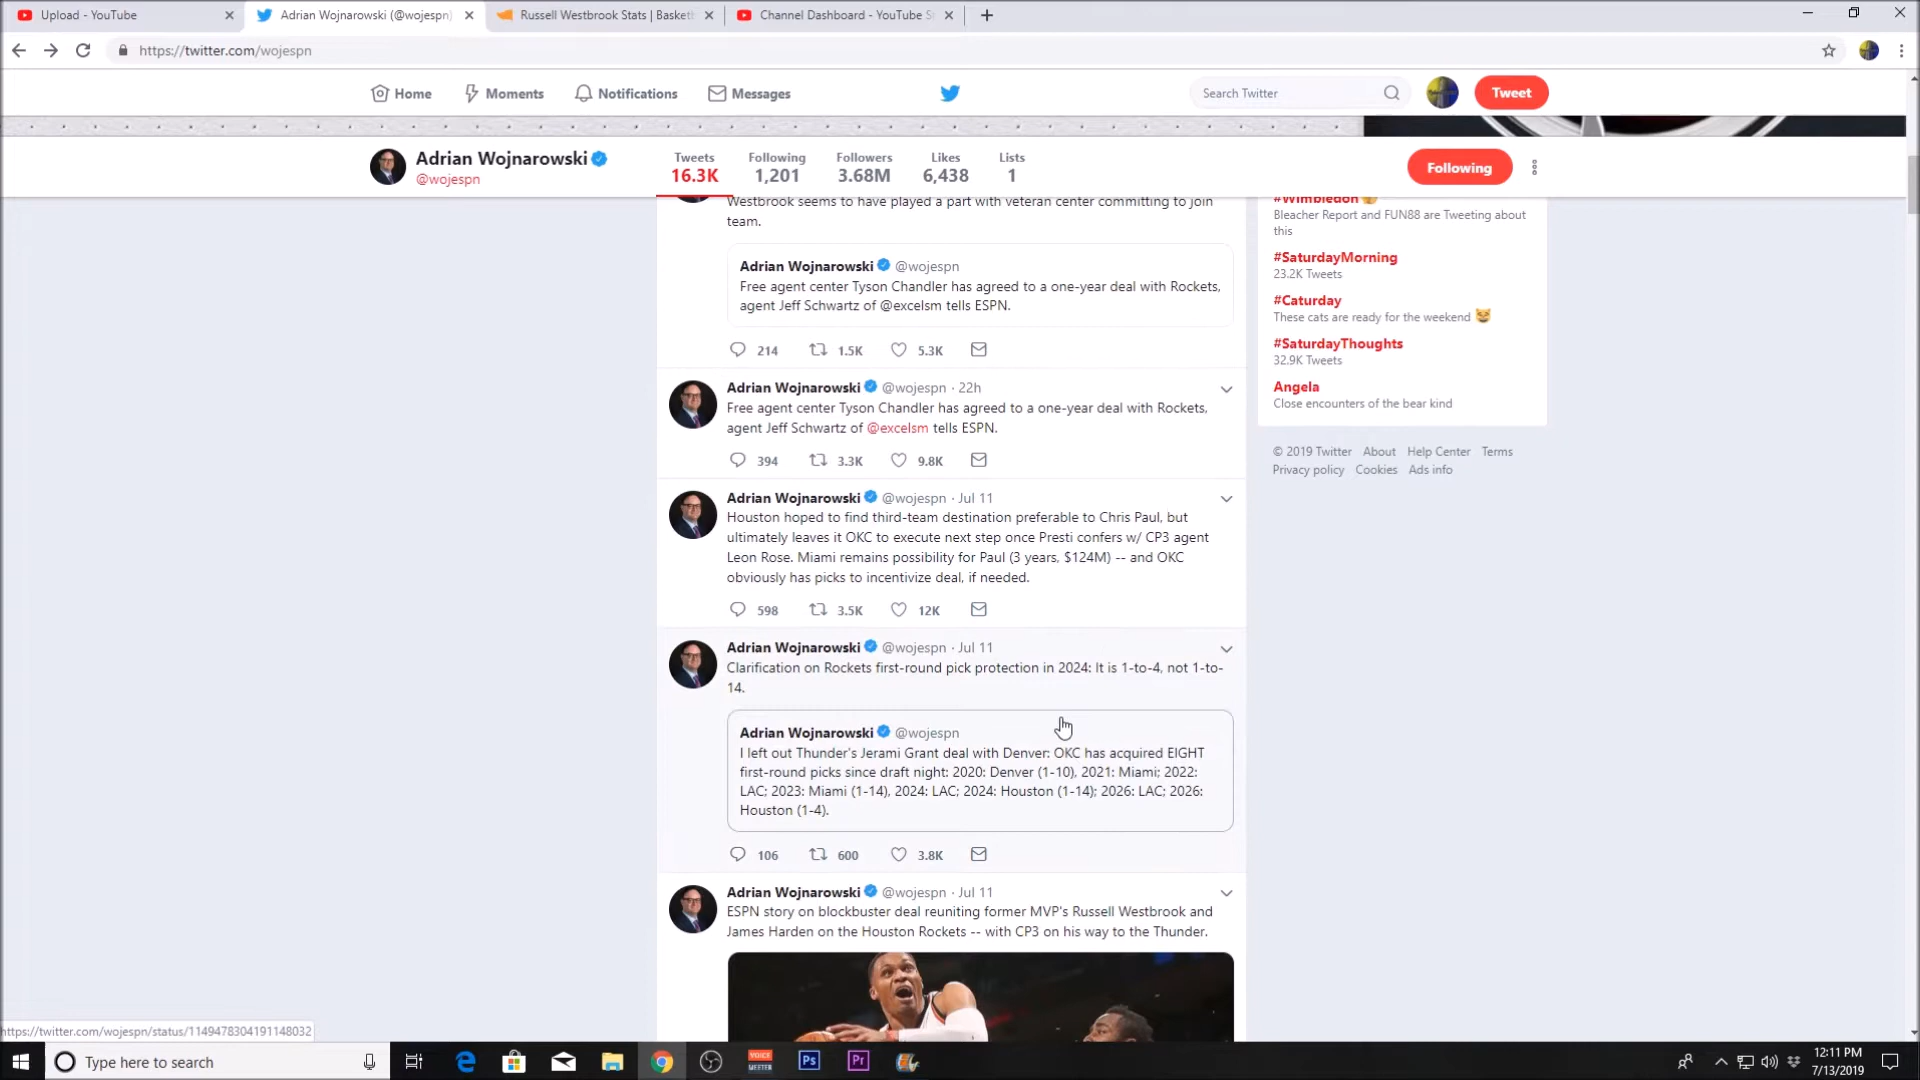 Upload - YouTube
Adrian Wojnarowski (@wojespn)
Russell Westbrook Stats | Basketb
Channel Dashboard - YouTube St
https://twitter.com/wojespn
Home
Moments
Notifications
Messages
Search Twitter
Tweet
Adrian Wojnarowski
@wojespn
Tweets
16.3K
Following
1,201
Followers
3.68M
Likes
6,438
Lists
1
Following
Westbrook seems to have played a part with veteran center committing to join
team.
Adrian Wojnarowski @wojespn
Free agent center Tyson Chandler has agreed to a one-year deal with Rockets,
agent Jeff Schwartz of @excelsm tells ESPN.
214 1.5K 5.3K
Adrian Wojnarowski @wojespn · 22h
Free agent center Tyson Chandler has agreed to a one-year deal with Rockets,
agent Jeff Schwartz of @excelsm tells ESPN.
394 3.3K 9.8K
Adrian Wojnarowski @wojespn · Jul 11
Houston hoped to find third-team destination preferable to Chris Paul, but
ultimately leaves it OKC to execute next step once Presti confers w/ CP3 agent
Leon Rose. Miami remains possibility for Paul (3 years, $124M) -- and OKC
obviously has picks to incentivize deal, if needed.
598 3.5K 12K
Adrian Wojnarowski @wojespn · Jul 11
Clarification on Rockets first-round pick protection in 2024: It is 1-to-4, not 1-to-
14.
Adrian Wojnarowski @wojespn
I left out Thunder's Jerami Grant deal with Denver: OKC has acquired EIGHT
first-round picks since draft night: 2020: Denver (1-10), 2021: Miami; 2022:
LAC; 2023: Miami (1-14), 2024: LAC; 2024: Houston (1-14); 2026: LAC; 2026:
Houston (1-4).
106 600 3.8K
Adrian Wojnarowski @wojespn · Jul 11
ESPN story on blockbuster deal reuniting former MVP's Russell Westbrook and
James Harden on the Houston Rockets -- with CP3 on his way to the Thunder.
#Wimbledon
Bleacher Report and FUN88 are Tweeting about
this
#SaturdayMorning
23.2K Tweets
#Caturday
These cats are ready for the weekend
#SaturdayThoughts
32.9K Tweets
Angela
Close encounters of the bear kind
© 2019 Twitter About Help Center Terms
Privacy policy Cookies Ads info
https://twitter.com/wojespn/status/1149478304191148032
Type here to search
VOICE
MEETER
Ps
Pr
12:11 PM
7/13/2019